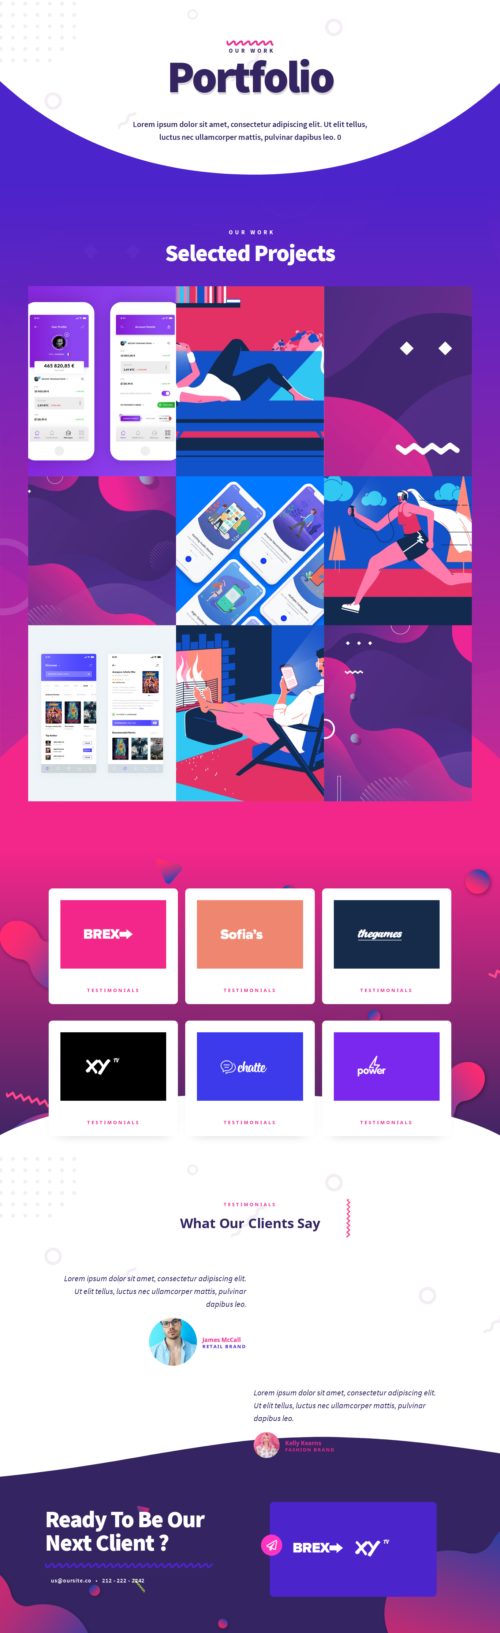 OUR WORK
Portfolio
Lorem ipsum dolor sit amet, consectetur adipiscing elit. Ut elit tellus,
luctus nec ullamcorper mattis, pulvinar dapibus leo. 0
OUR WORK
Selected Projects
465 820,85 €
BREX
Sofia's
thegames
TESTIMONIALS
TESTIMONIALS
TESTIMONIALS
XY TV
chatte
power
TESTIMONIALS
TESTIMONIALS
TESTIMONIALS
TESTIMONIALS
What Our Clients Say
Lorem ipsum dolor sit amet, consectetur adipiscing elit.
Ut elit tellus, luctus nec ullamcorper mattis, pulvinar
dapibus leo.
James McCall
RETAIL BRAND
Lorem ipsum dolor sit amet, consectetur adipiscing elit.
Ut elit tellus, luctus nec ullamcorper mattis, pulvinar
dapibus leo.
Kelly Kearns
FASHION BRAND
Ready To Be Our
Next Client ?
us@oursite.co • 212 - 222 - 2242
BREX XY TV